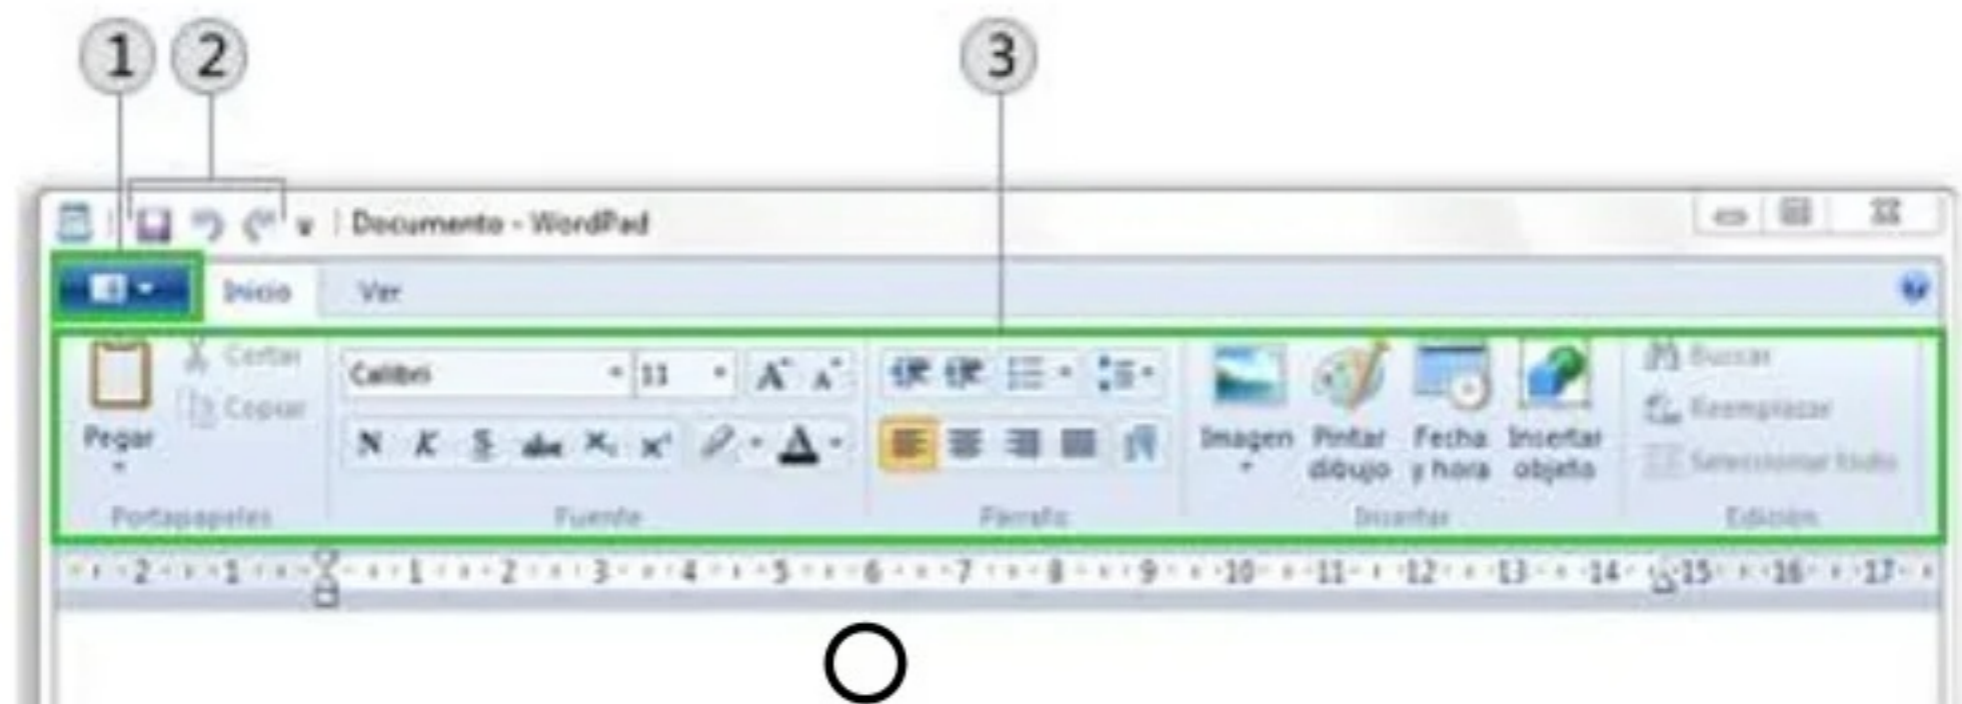 1 2 3
Documento - WordPad
Inicio Ver
Cortar
Copiar
Pegar
Portapapeles
Calibri 11 A A
N K S abc X₂ X² A
Fuente
Párrafo
Imagen Pintar dibujo Fecha y hora Insertar objeto
Insertar
Buscar
Reemplazar
Seleccionar todo
Edición
2 1 1 2 3 4 5 6 7 8 9 10 11 12 13 14 15 16 17